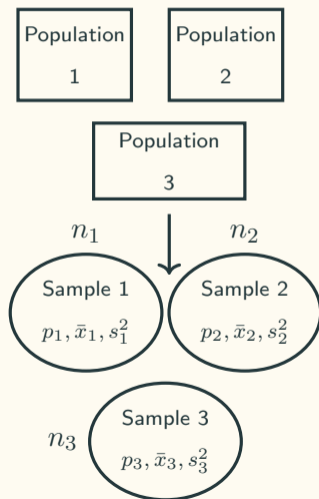 Population Population
1 2
Population
3
n₁ n₂
Sample 1 Sample 2
p₁, x̄₁, s₁² p₂, x̄₂, s₂²
Sample 3
n₃
p₃, x̄₃, s₃²